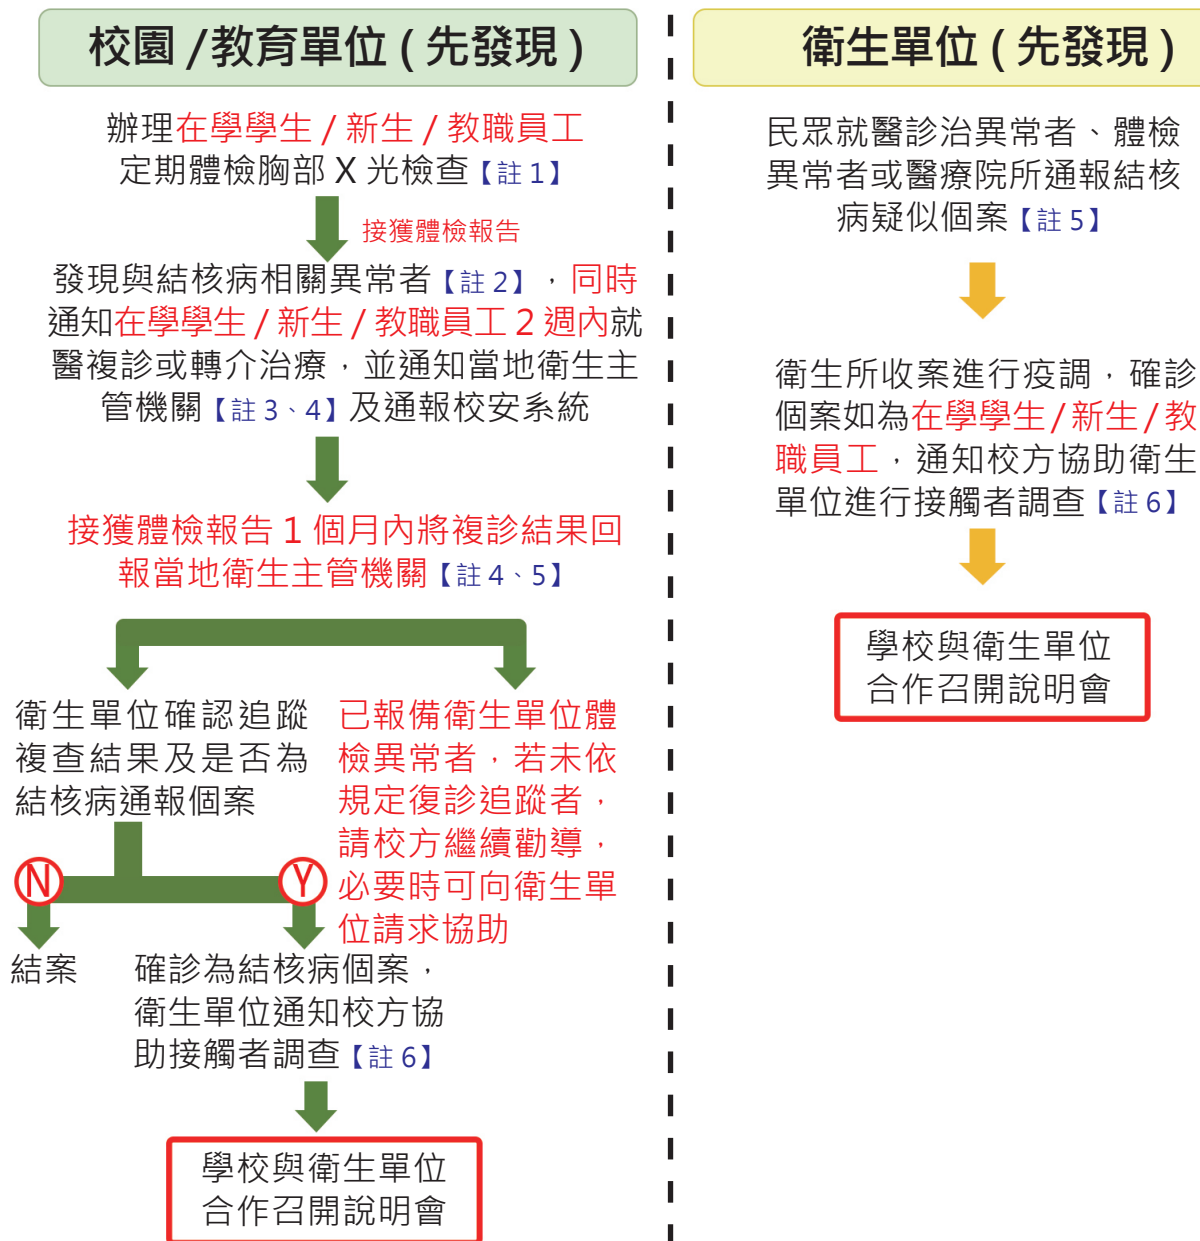 校園 / 教育單位 ( 先發現 )
辦理在學學生 / 新生 / 教職員工
定期體檢胸部 X 光檢查【註 1】
接獲體檢報告
發現與結核病相關異常者【註 2】，同時
通知在學學生 / 新生 / 教職員工 2 週內就
醫複診或轉介治療，並通知當地衛生主
管機關【註 3、4】及通報校安系統
接獲體檢報告 1 個月內將複診結果回
報當地衛生主管機關【註 4、5】
衛生單位確認追蹤
複查結果及是否為
結核病通報個案
已報備衛生單位體
檢異常者，若未依
規定復診追蹤者，
請校方繼續勸導，
必要時可向衛生單
位請求協助
N
Y
結案
確診為結核病個案，
衛生單位通知校方協
助接觸者調查【註 6】
學校與衛生單位
合作召開說明會
衛生單位 ( 先發現 )
民眾就醫診治異常者、體檢
異常者或醫療院所通報結核
病疑似個案【註 5】
衛生所收案進行疫調，確診
個案如為在學學生 / 新生 / 教
職員工，通知校方協助衛生
單位進行接觸者調查【註 6】
學校與衛生單位
合作召開說明會